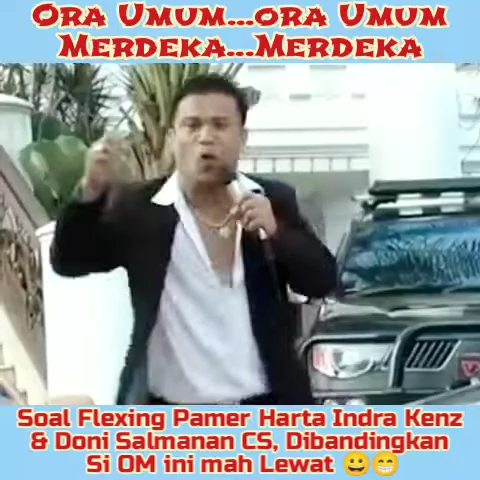 Ora Umum...ora Umum
Merdeka...Merdeka
Soal Flexing Pamer Harta Indra Kenz
& Doni Salmanan CS, Dibandingkan
Si OM ini mah Lewat 😀😁